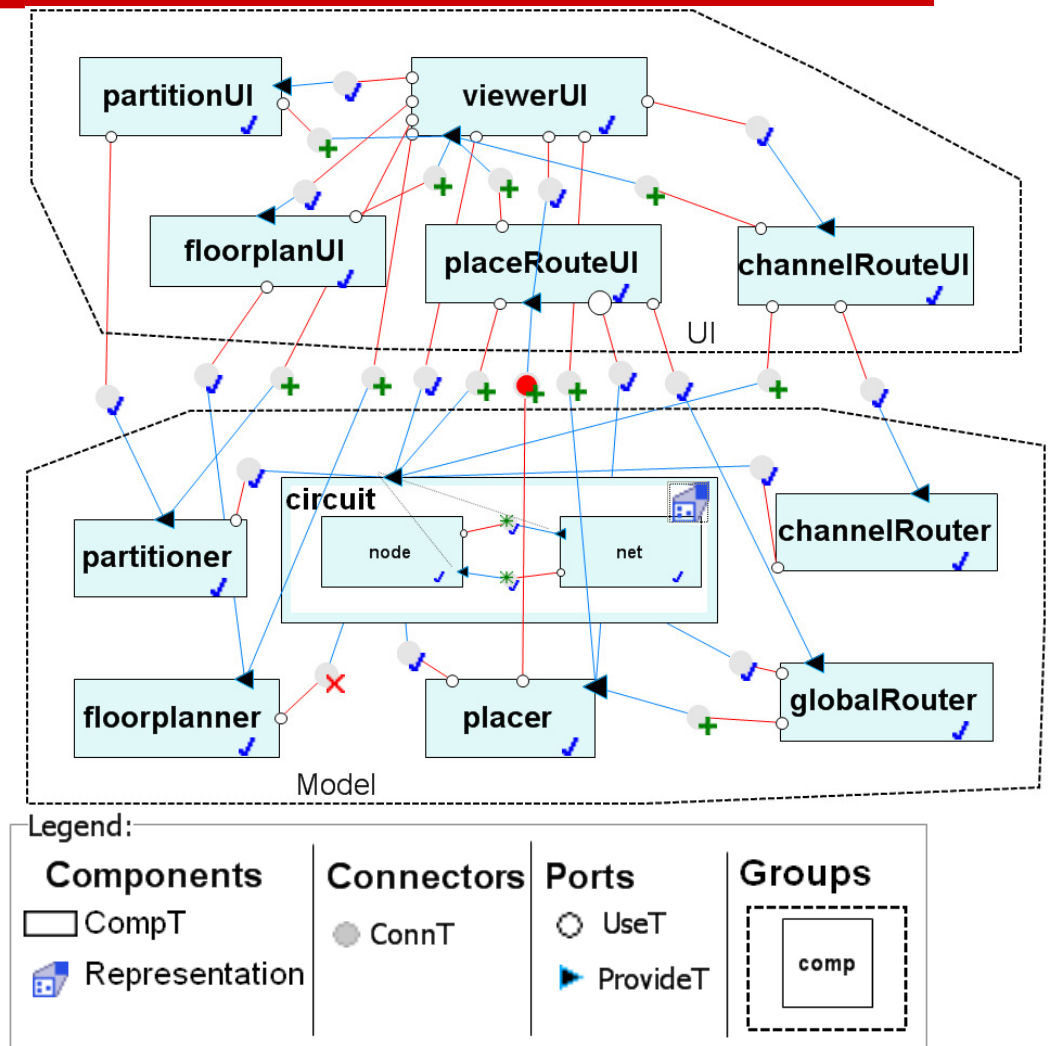 partitionUI
viewerUI
floorplanUI
placeRouteUI
channelRouteUI
UI
circuit
node
net
partitioner
channelRouter
floorplanner
placer
globalRouter
Model
Legend:
Components
Connectors
Ports
Groups
CompT
ConnT
UseT
Representation
ProvideT
comp